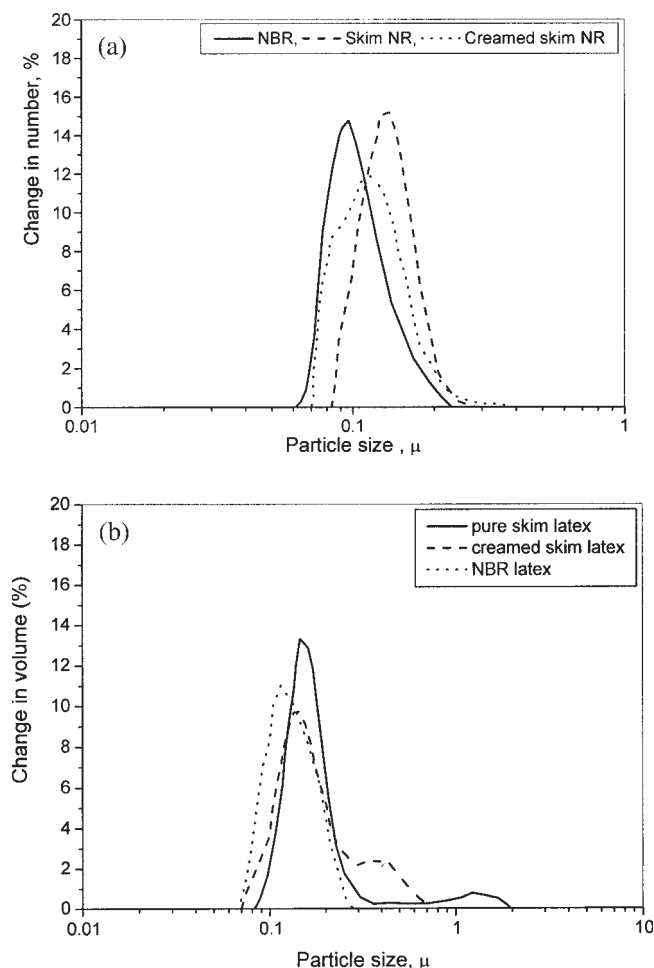 (a)
NBR, Skim NR, Creamed skim NR
Change in number, %
20
18
16
14
12
10
8
6
4
2
0
0.01 0.1 1
Particle size , μ
(b)
pure skim latex
creamed skim latex
NBR latex
Change in volume (%)
20
18
16
14
12
10
8
6
4
2
0
0.01 0.1 1 10
Particle size, μ